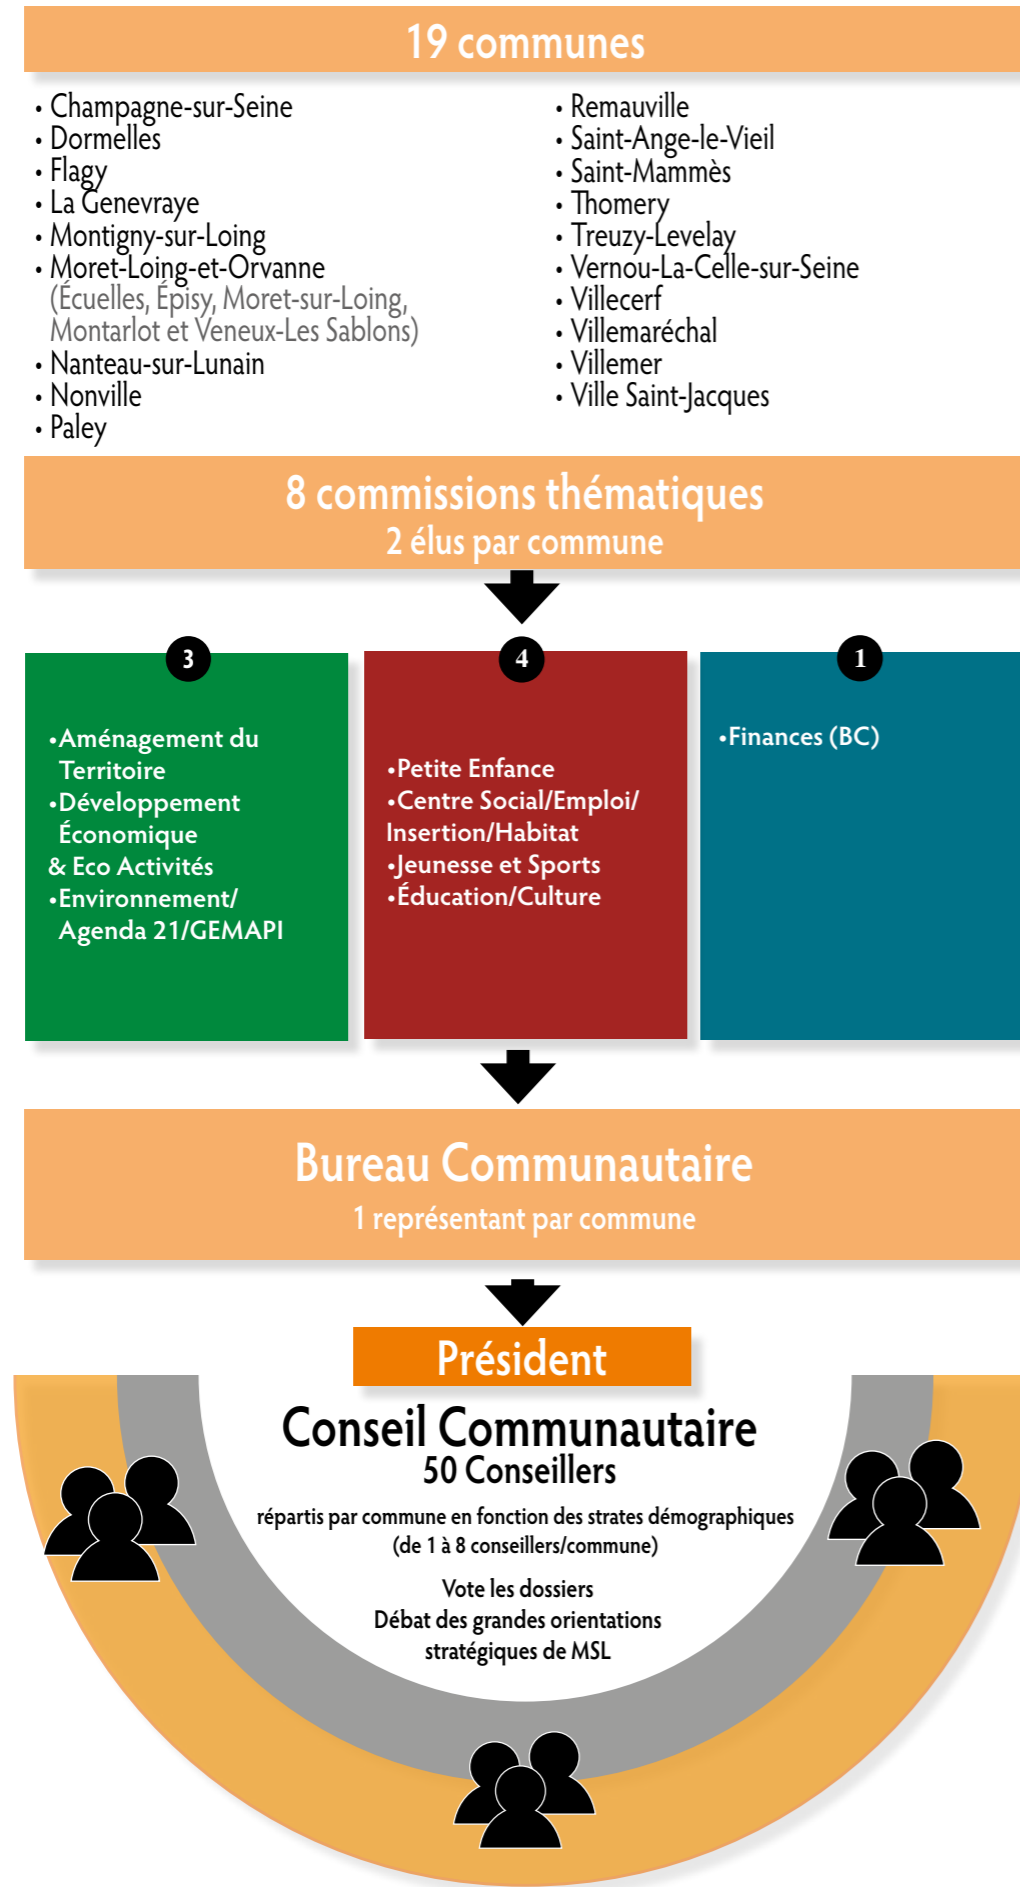 19 communes
• Champagne-sur-Seine
• Dormelles
• Flagy
• La Genevraye
• Montigny-sur-Loing
• Moret-Loing-et-Orvanne
(Écuelles, Épisy, Moret-sur-Loing,
Montarlot et Veneux-Les Sablons)
• Nanteau-sur-Lunain
• Nonville
• Paley
• Remauville
• Saint-Ange-le-Vieil
• Saint-Mammès
• Thomery
• Treuzy-Levelay
• Vernou-La-Celle-sur-Seine
• Villecerf
• Villemaréchal
• Villemer
• Ville Saint-Jacques
8 commissions thématiques
2 élus par commune
3
•Aménagement du
Territoire
•Développement
Économique
& Eco Activités
•Environnement/
Agenda 21/GEMAPI
4
•Petite Enfance
•Centre Social/Emploi/
Insertion/Habitat
•Jeunesse et Sports
•Éducation/Culture
1
•Finances (BC)
Bureau Communautaire
1 représentant par commune
Président
Conseil Communautaire
50 Conseillers
répartis par commune en fonction des strates démographiques
(de 1 à 8 conseillers/commune)
Vote les dossiers
Débat des grandes orientations
stratégiques de MSL